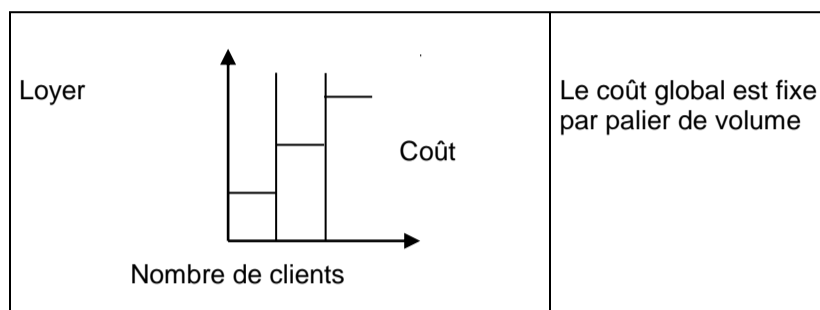 Loyer
Coût
Nombre de clients
Le coût global est fixe
par palier de volume